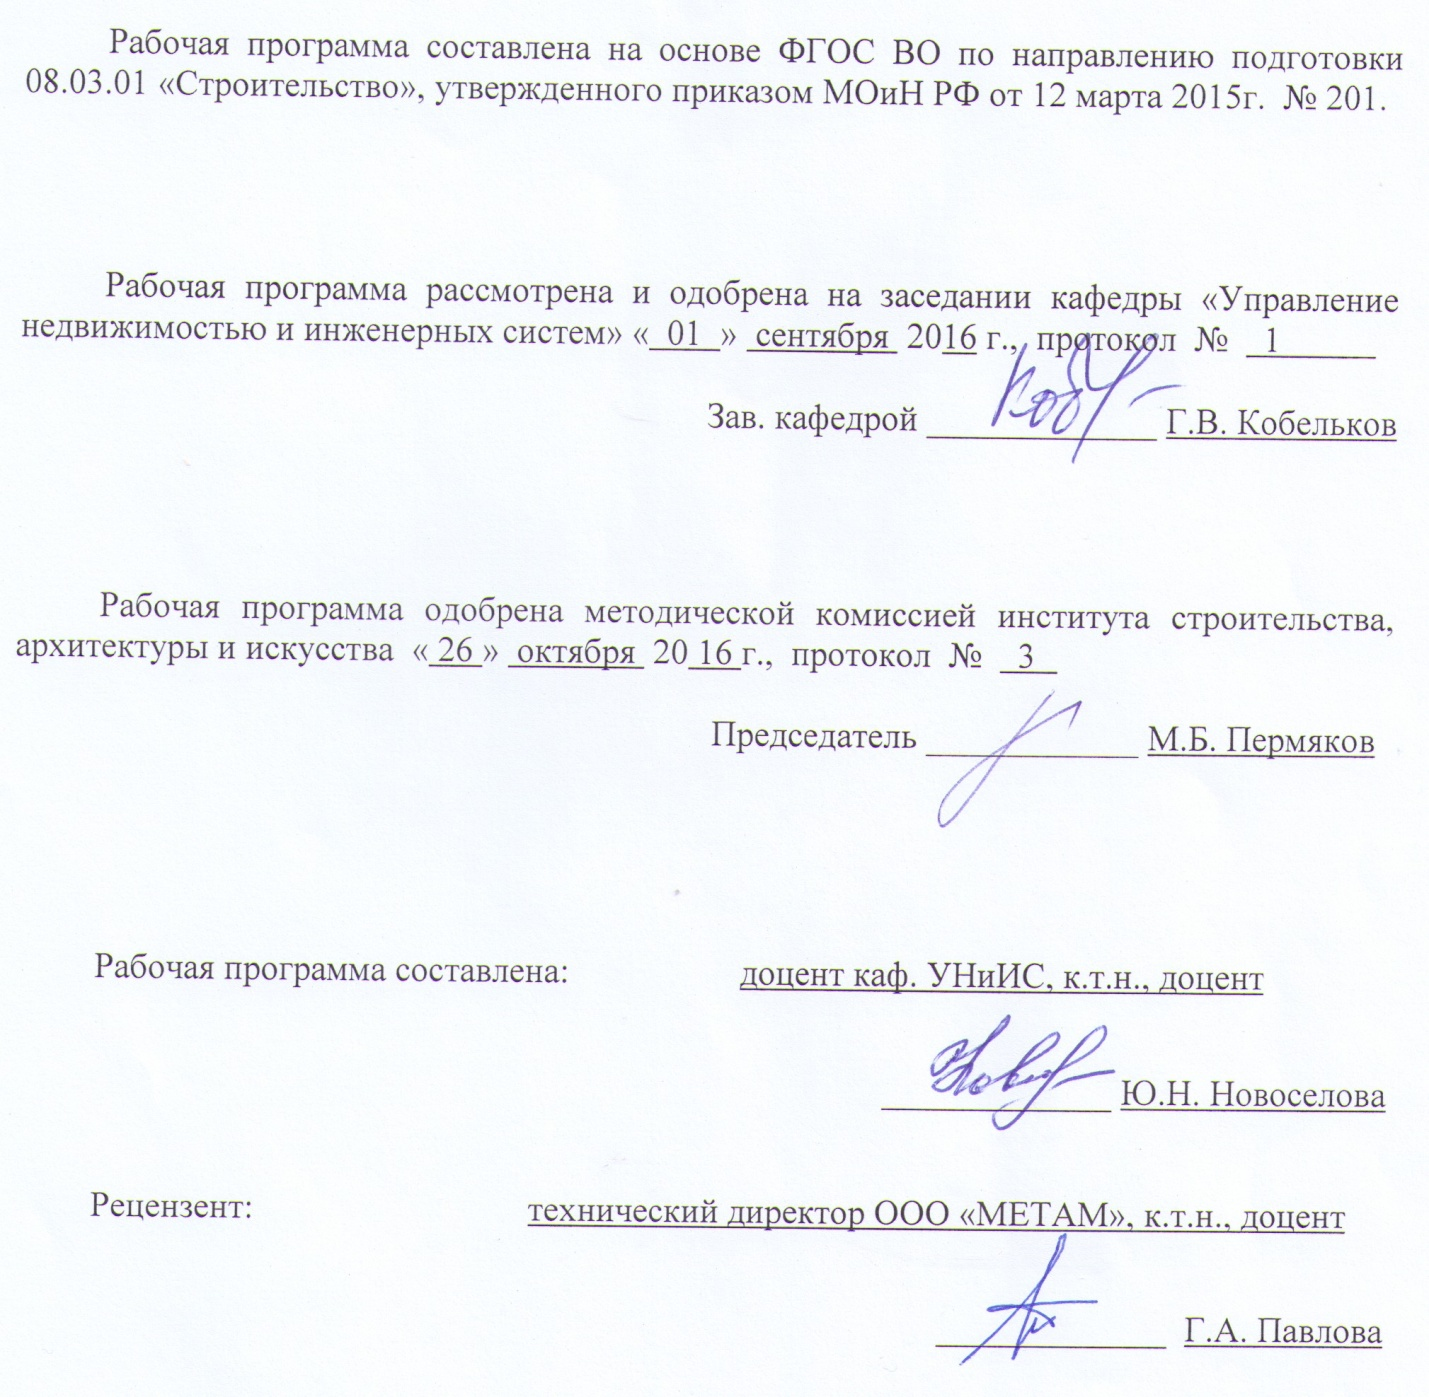 Рабочая программа составлена на основе ФГОС ВО по направлению подготовки
08.03.01 «Строительство», утвержденного приказом МОиН РФ от 12 марта 2015г. № 201.
Рабочая программа рассмотрена и одобрена на заседании кафедры «Управление
недвижимостью и инженерных систем» « 01 » сентября 2016 г., протокол № 1
Зав. кафедрой ____________ Г.В. Кобельков
Рабочая программа одобрена методической комиссией института строительства,
архитектуры и искусства « 26 » октября 20 16 г., протокол № 3
Председатель ____________ М.Б. Пермяков
Рабочая программа составлена: доцент каф. УНиИС, к.т.н., доцент
____________ Ю.Н. Новоселова
Рецензент: технический директор ООО «МЕТАМ», к.т.н., доцент
____________ Г.А. Павлова